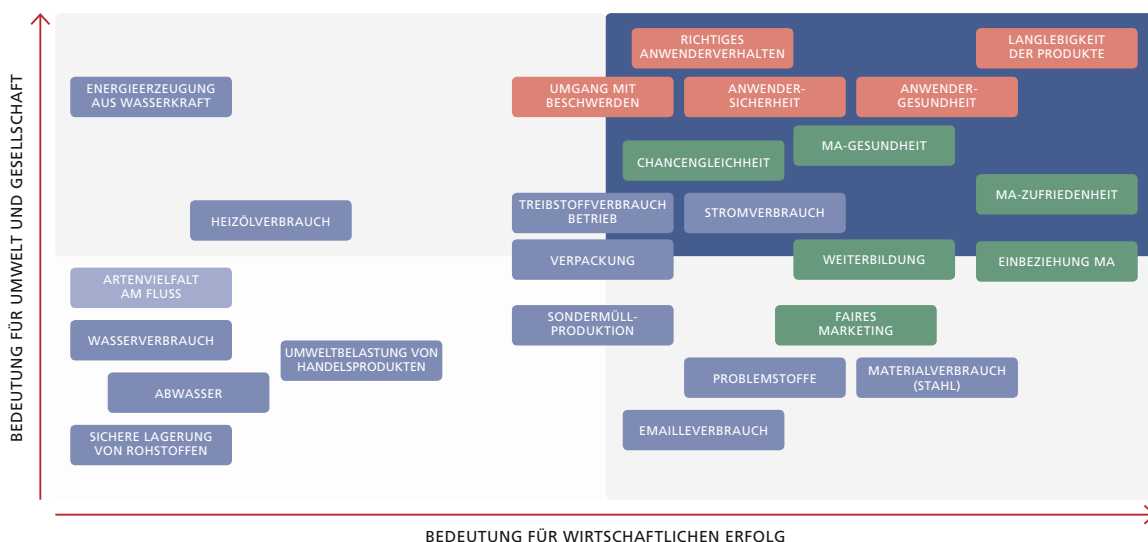 BEDEUTUNG FÜR UMWELT UND GESELLSCHAFT
RICHTIGES
ANWENDERVERHALTEN
LANGLEBIGKEIT
DER PRODUKTE
ENERGIEERZEUGUNG
AUS WASSERKRAFT
UMGANG MIT
BESCHWERDEN
ANWENDER-
SICHERHEIT
ANWENDER-
GESUNDHEIT
MA-GESUNDHEIT
CHANCENGLEICHHEIT
MA-ZUFRIEDENHEIT
HEIZÖLVERBRAUCH
TREIBSTOFFVERBRAUCH
BETRIEB
STROMVERBRAUCH
VERPACKUNG
WEITERBILDUNG
EINBEZIEHUNG MA
ARTENVIELFALT
AM FLUSS
SONDERMÜLL-
PRODUKTION
FAIRES
MARKETING
WASSERVERBRAUCH
UMWELTBELASTUNG VON
HANDELSPRODUKTEN
PROBLEMSTOFFE
MATERIALVERBRAUCH
(STAHL)
ABWASSER
EMAILLEVERBRAUCH
SICHERE LAGERUNG
VON ROHSTOFFEN
BEDEUTUNG FÜR WIRTSCHAFTLICHEN ERFOLG